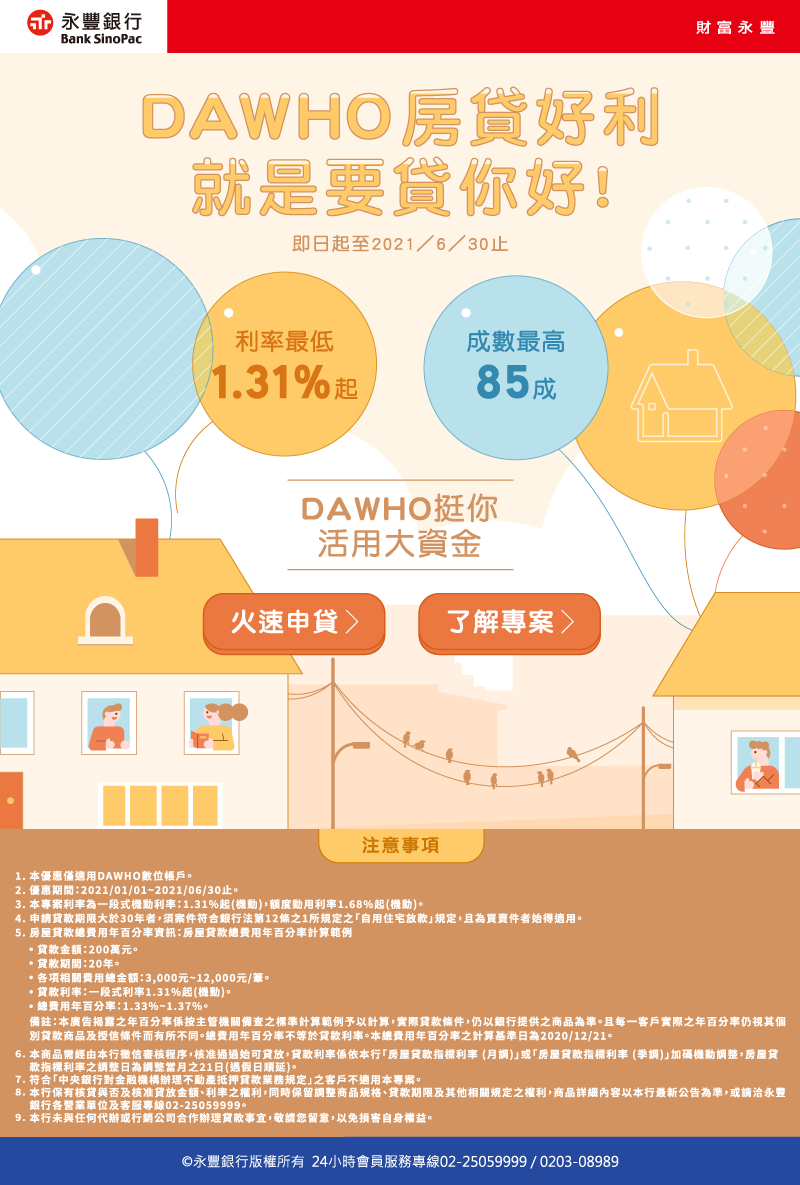 永豐銀行
Bank SinoPac
財富永豐
DAWHO房貸好利
就是要貸你好!
即日起至2021/6/30止
利率最低
1.31%起
成數最高
85成
DAWHO挺你
活用大資金
火速申貸
了解專案
注意事項
1. 本優惠僅適用DAWHO數位帳戶。
2. 優惠期間:2021/01/01~2021/06/30止。
3. 本專案利率為一段式機動利率:1.31%起(機動),額度動用利率1.68%起(機動)。
4. 申請貸款期限大於30年者,須案件符合銀行法第12條之1所規定之「自用住宅放款」規定,且為買賣件者始得適用。
5. 房屋貸款總費用年百分率資訊:房屋貸款總費用年百分率計算範例
• 貸款金額:200萬元。
• 貸款期間:20年。
• 各項相關費用總金額:3,000元~12,000元/筆。
• 貸款利率:一段式利率1.31%起(機動)。
• 總費用年百分率:1.33%~1.37%。
備註:本廣告揭露之年百分率係按主管機關備查之標準計算範例予以計算,實際貸款條件,仍以銀行提供之商品為準。且每一客戶實際之年百分率仍視其個
別貸款商品及授信條件而有所不同。總費用年百分率不等於貸款利率。本總費用年百分率之計算基準日為2020/12/21。
6. 本商品需經由本行徵信審核程序,核准通過始可貸放,貸款利率係依本行「房屋貸款指標利率 (月調)」或「房屋貸款指標利率 (季調)」加碼機動調整,房屋貸
款指標利率之調整日為調整當月之21日(遇假日順延)。
7. 符合「中央銀行對金融機構辦理不動產抵押貸款業務規定」之客戶不適用本專案。
8. 本行保有核貸與否及核准貸放金額、利率之權利,同時保留調整商品規格、貸款期限及其他相關規定之權利,商品詳細內容以本行最新公告為準,或請洽永豐
銀行各營業單位及客服專線02-25059999。
9. 本行未與任何代辦或行銷公司合作辦理貸款事宜,敬請您留意,以免損害自身權益。
©永豐銀行版權所有 24小時會員服務專線02-25059999 / 0203-08989